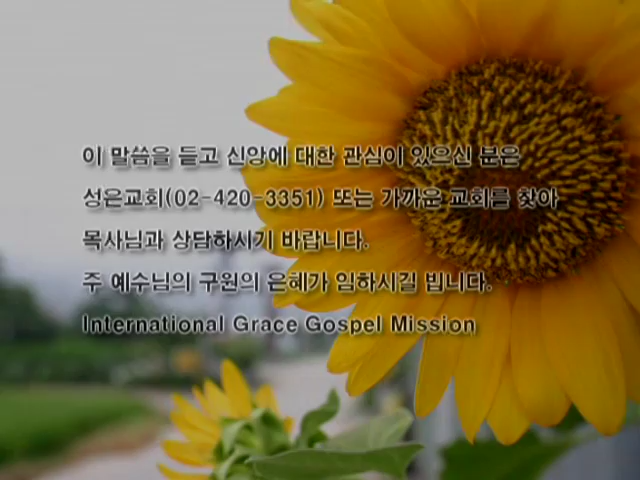 이 말씀을 듣고 신앙에 대한 관심이 있으신 분은
성은교회(02-420-3351) 또는 가까운 교회를 찾아
목사님과 상담하시기 바랍니다.
주 예수님의 구원의 은혜가 임하시길 빕니다.
International Grace Gospel Mission